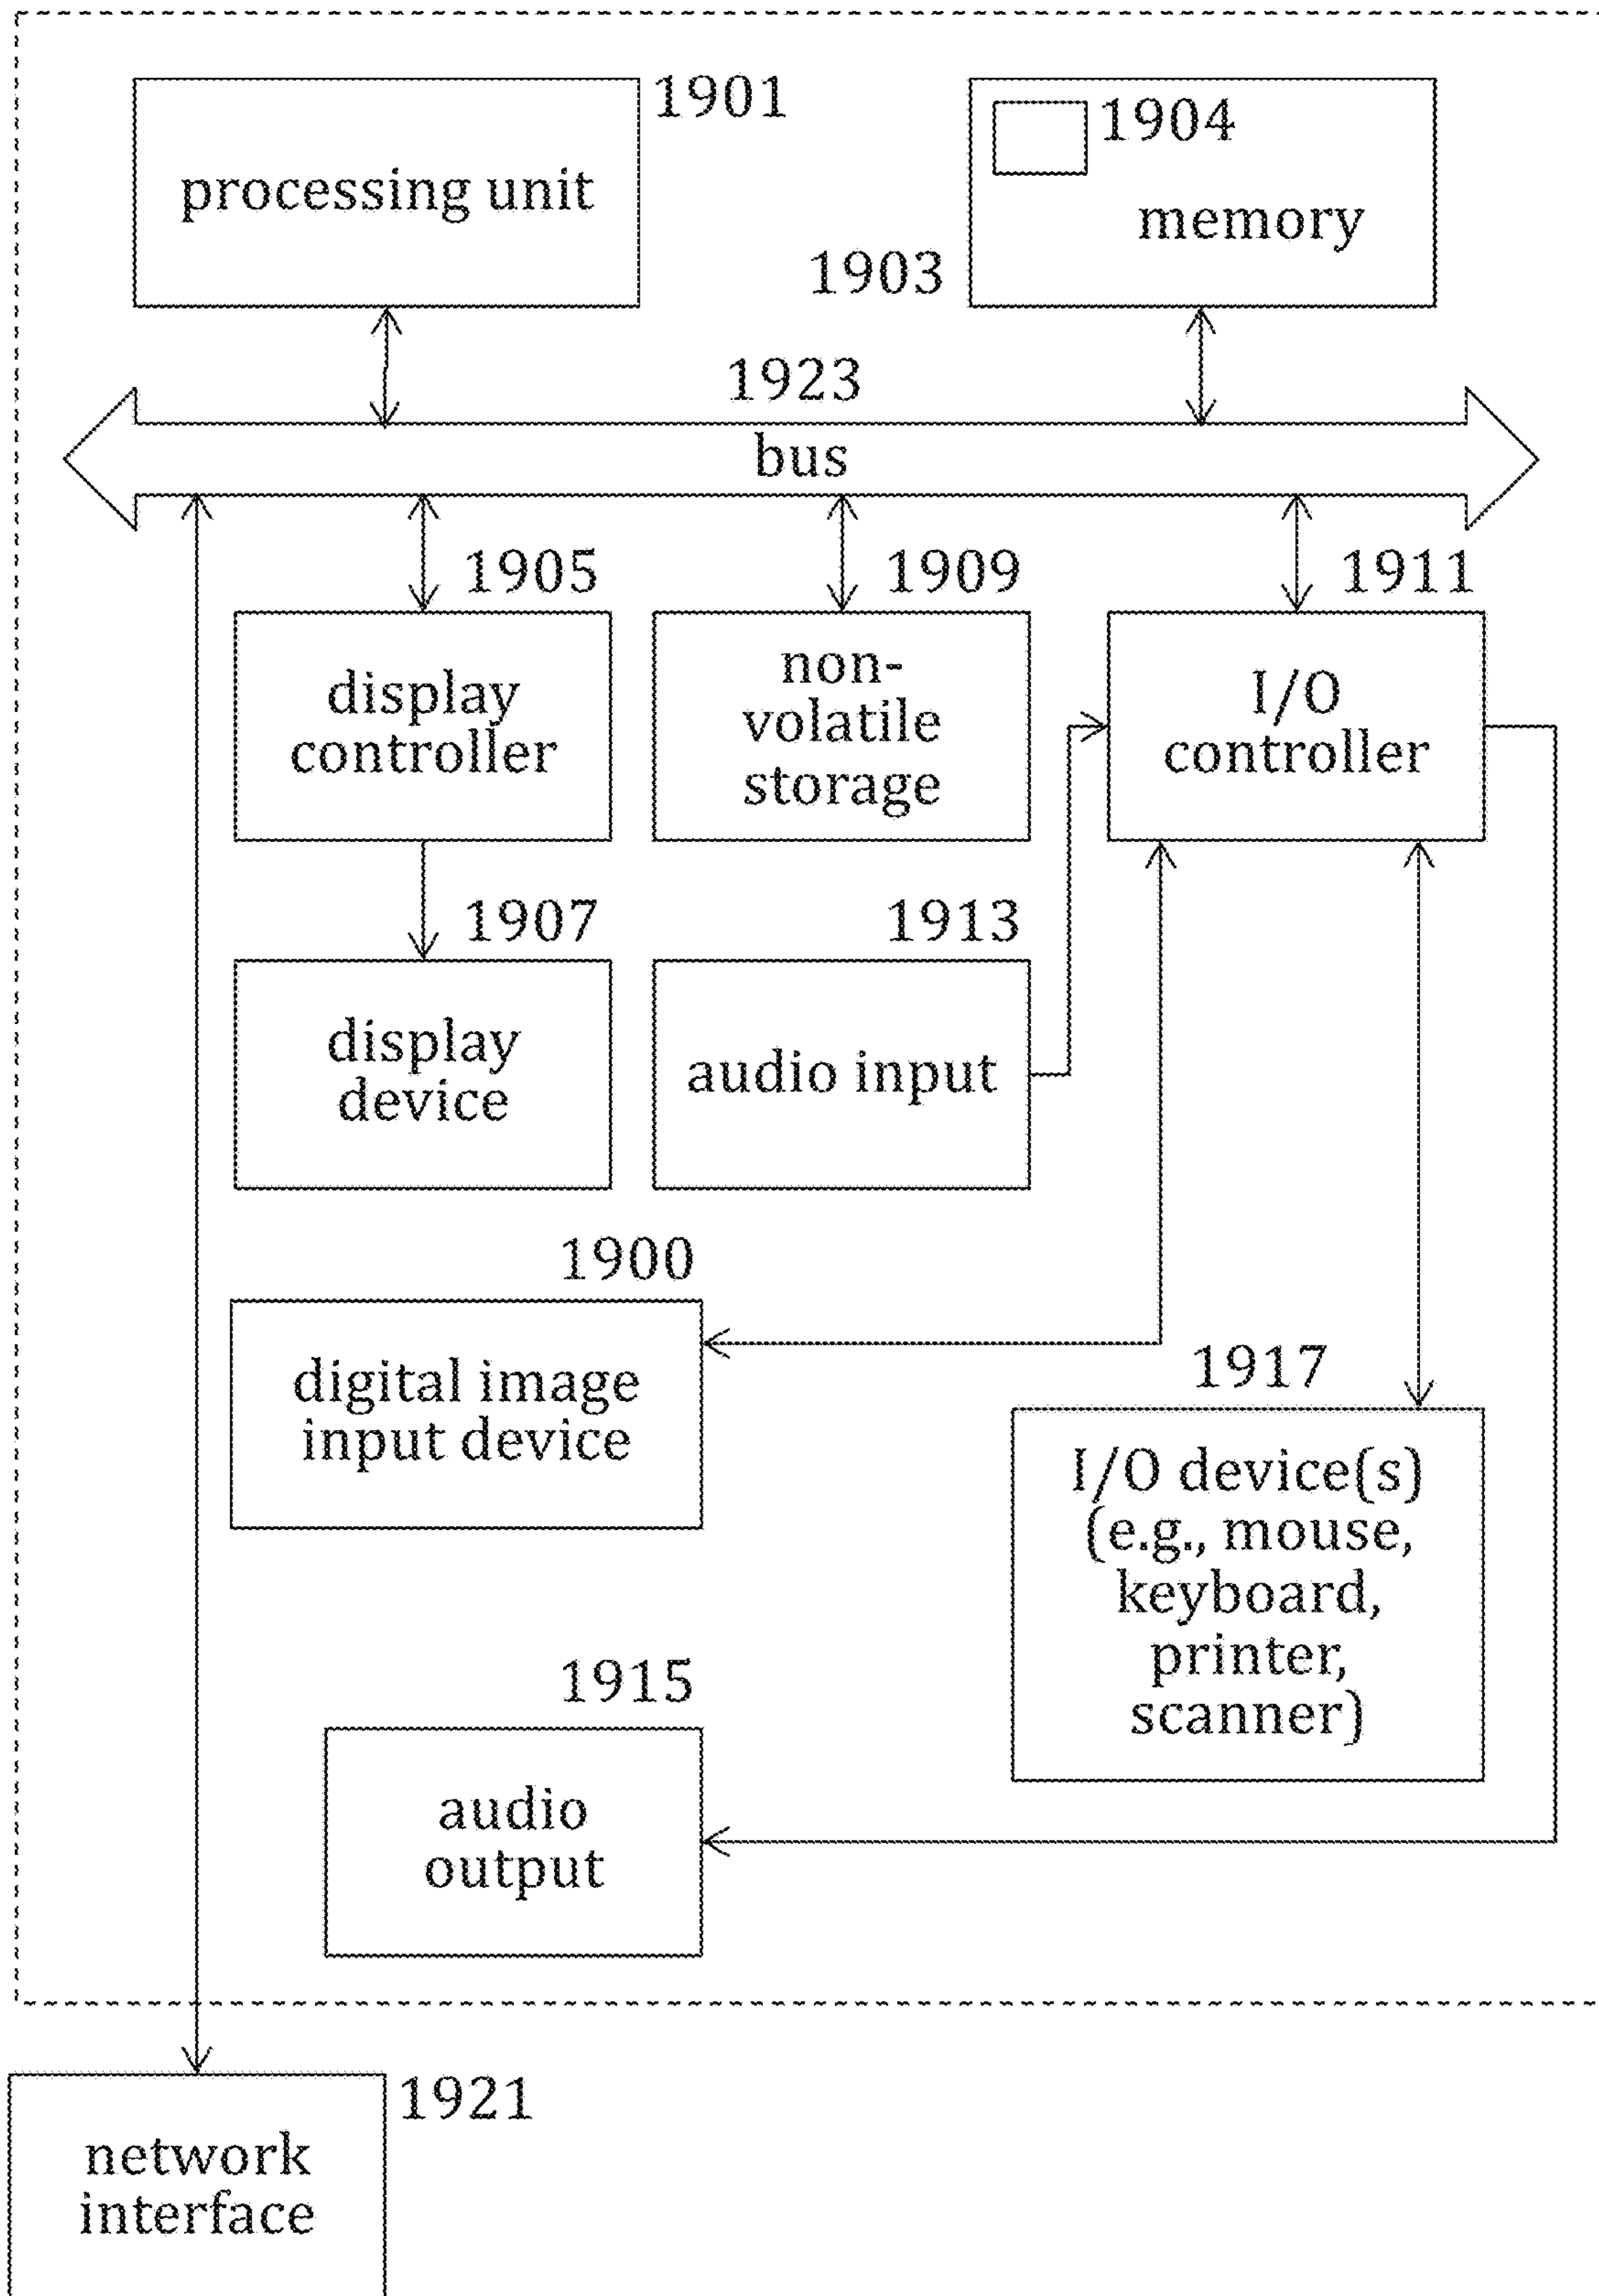 1901
processing unit
1904
memory
1903
1923
bus
1905
1909
1911
display
controller
non-
volatile
storage
I/O
controller
1907
1913
display
device
audio input
1900
digital image
input device
1917
I/O device(s)
(e.g., mouse,
keyboard,
printer,
scanner)
1915
audio
output
1921
network
interface